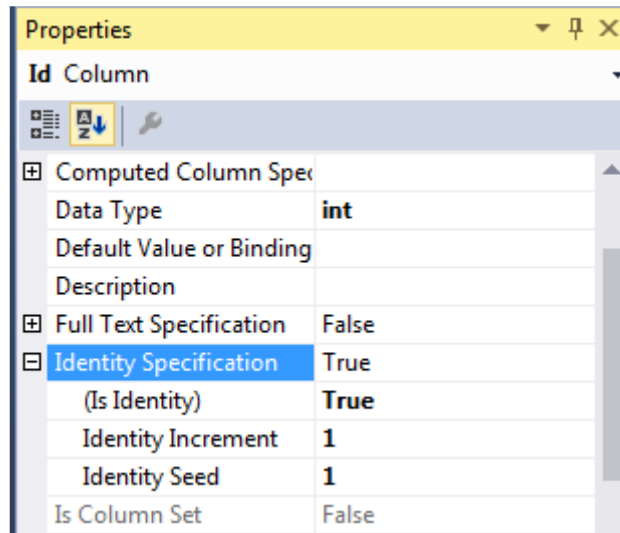 Properties
Id Column
Computed Column Spec
Data Type int
Default Value or Binding
Description
Full Text Specification False
Identity Specification True
(Is Identity) True
Identity Increment 1
Identity Seed 1
Is Column Set False